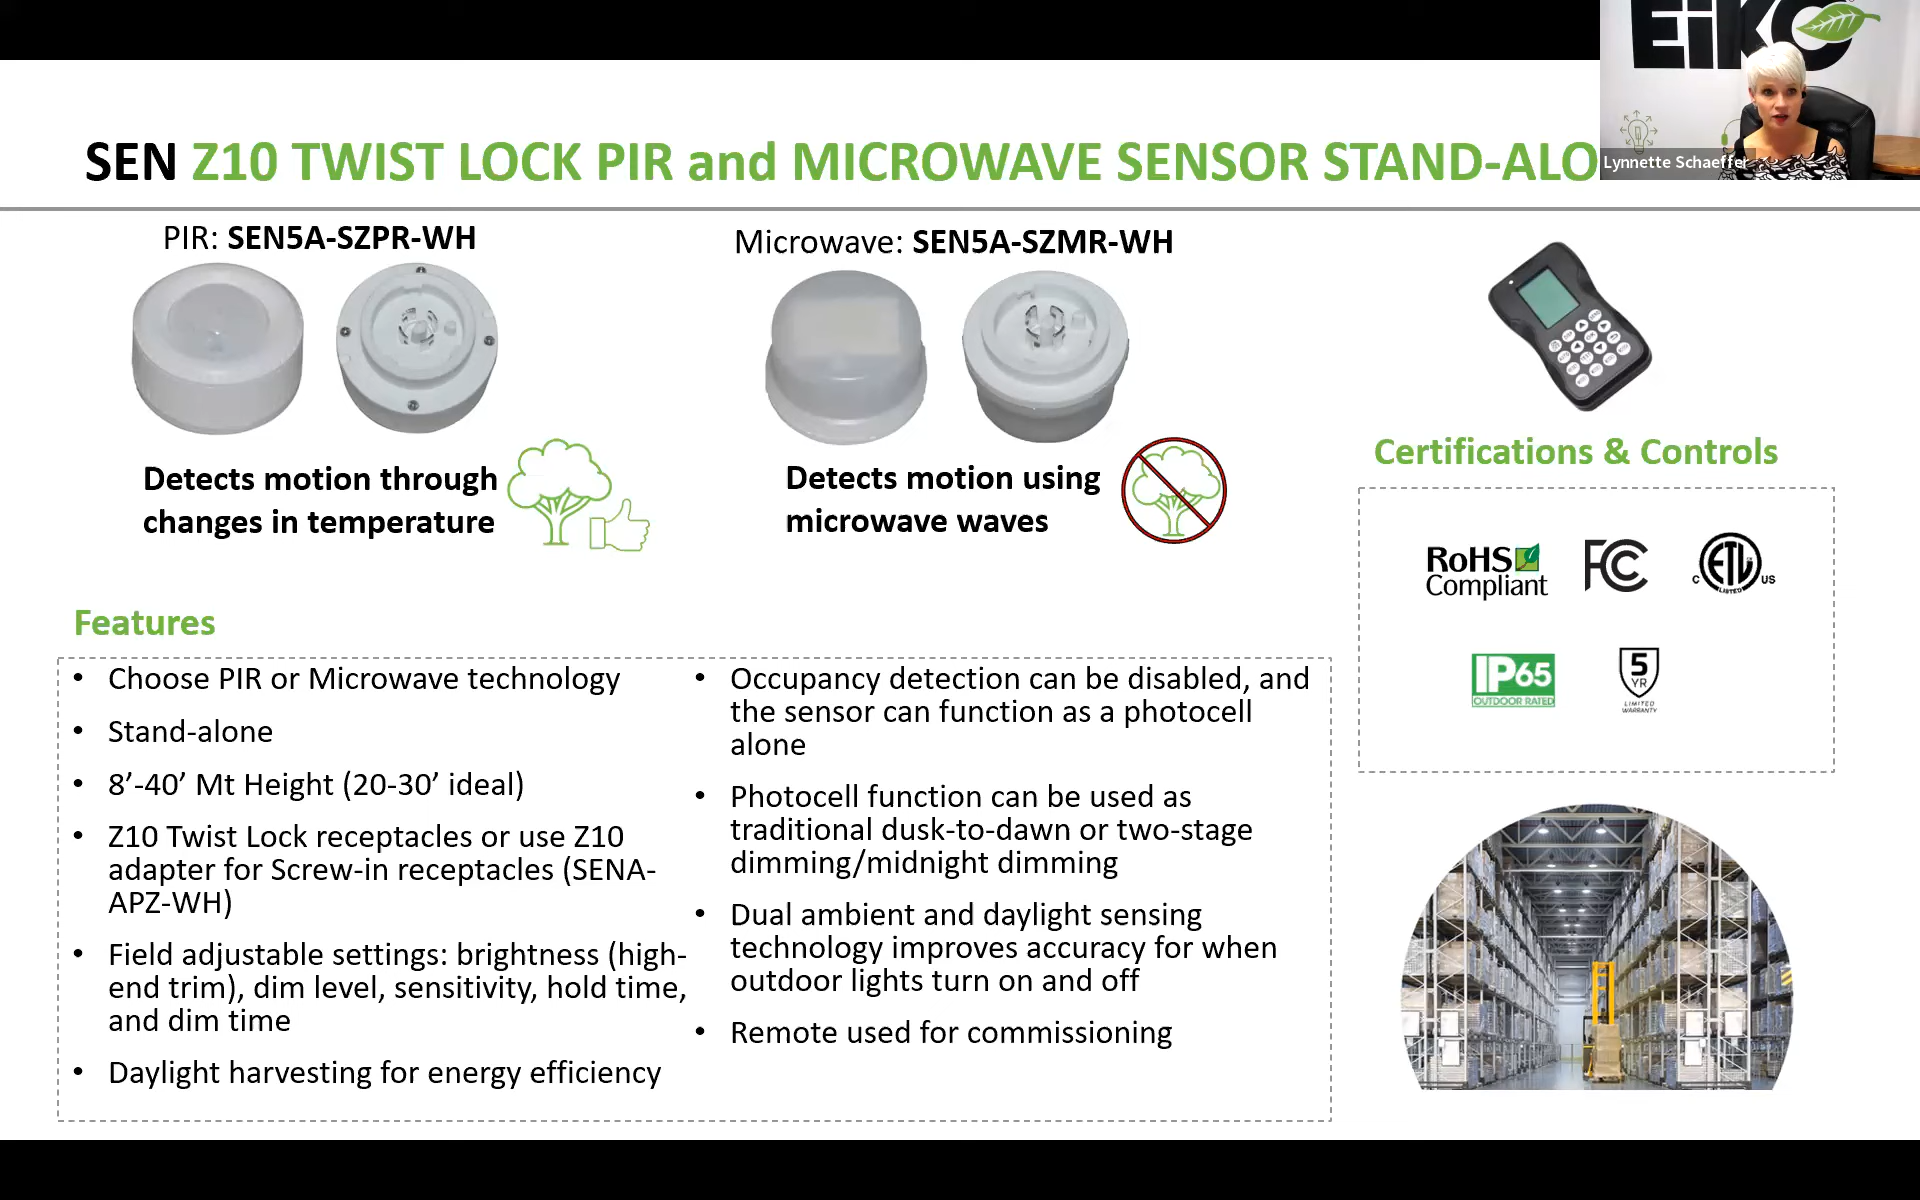 EiKO
Lynnette Schaeffer
SEN Z10 TWIST LOCK PIR and MICROWAVE SENSOR STAND-ALO
PIR: SEN5A-SZPR-WH
Microwave: SEN5A-SZMR-WH
Detects motion through
changes in temperature
Detects motion using
microwave waves
Certifications & Controls
RoHS
Compliant
FC
C ETL US
LISTED
IP65
OUTDOOR RATED
5
YR
LIMITED
WARRANTY
Features
• Choose PIR or Microwave technology
• Stand-alone
• 8’-40’ Mt Height (20-30’ ideal)
• Z10 Twist Lock receptacles or use Z10
adapter for Screw-in receptacles (SENA-
APZ-WH)
• Field adjustable settings: brightness (high-
end trim), dim level, sensitivity, hold time,
and dim time
• Daylight harvesting for energy efficiency
• Occupancy detection can be disabled, and
the sensor can function as a photocell
alone
• Photocell function can be used as
traditional dusk-to-dawn or two-stage
dimming/midnight dimming
• Dual ambient and daylight sensing
technology improves accuracy for when
outdoor lights turn on and off
• Remote used for commissioning